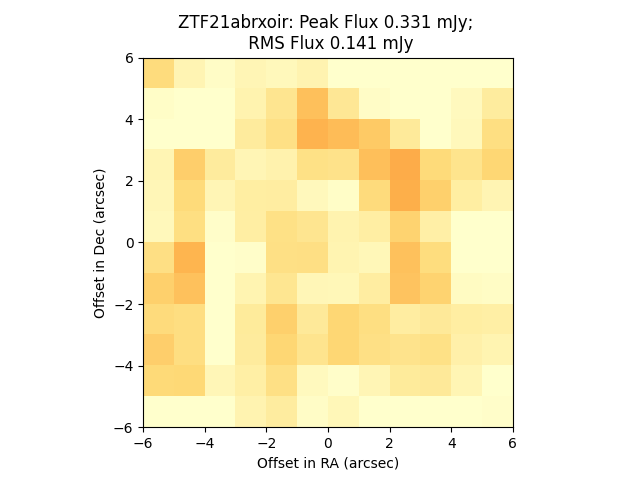 ZTF21abrxoir: Peak Flux 0.331 mJy;
RMS Flux 0.141 mJy
6
4
2
0
−2
−4
−6
Offset in Dec (arcsec)
−6 −4 −2 0 2 4 6
Offset in RA (arcsec)